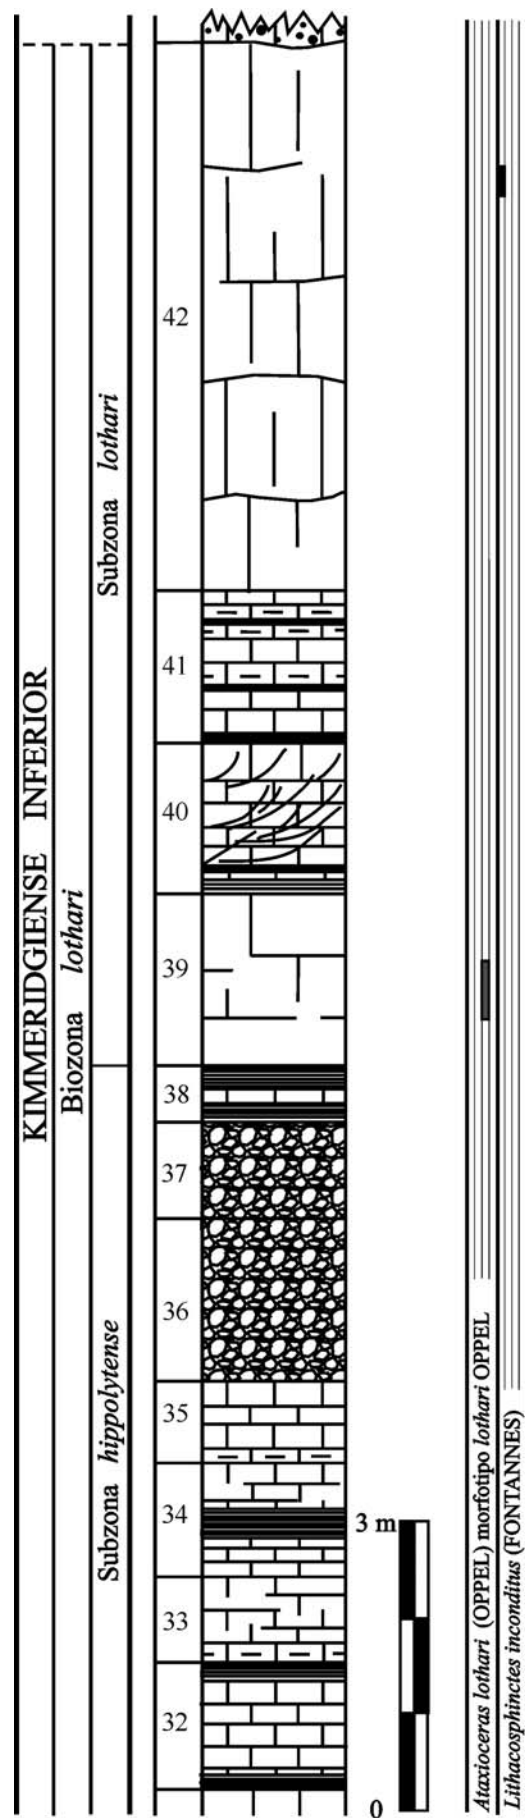 KIMMERIDGIENSE INFERIOR
Biozona lothari
Subzona lothari
Subzona hippolytense
42
41
40
39
38
37
36
35
34
33
32
3 m
0
Ataxioceras lothari (OPPEL) morfotipo lothari OPPEL
Lithacosphinctes inconditus (FONTANNES)